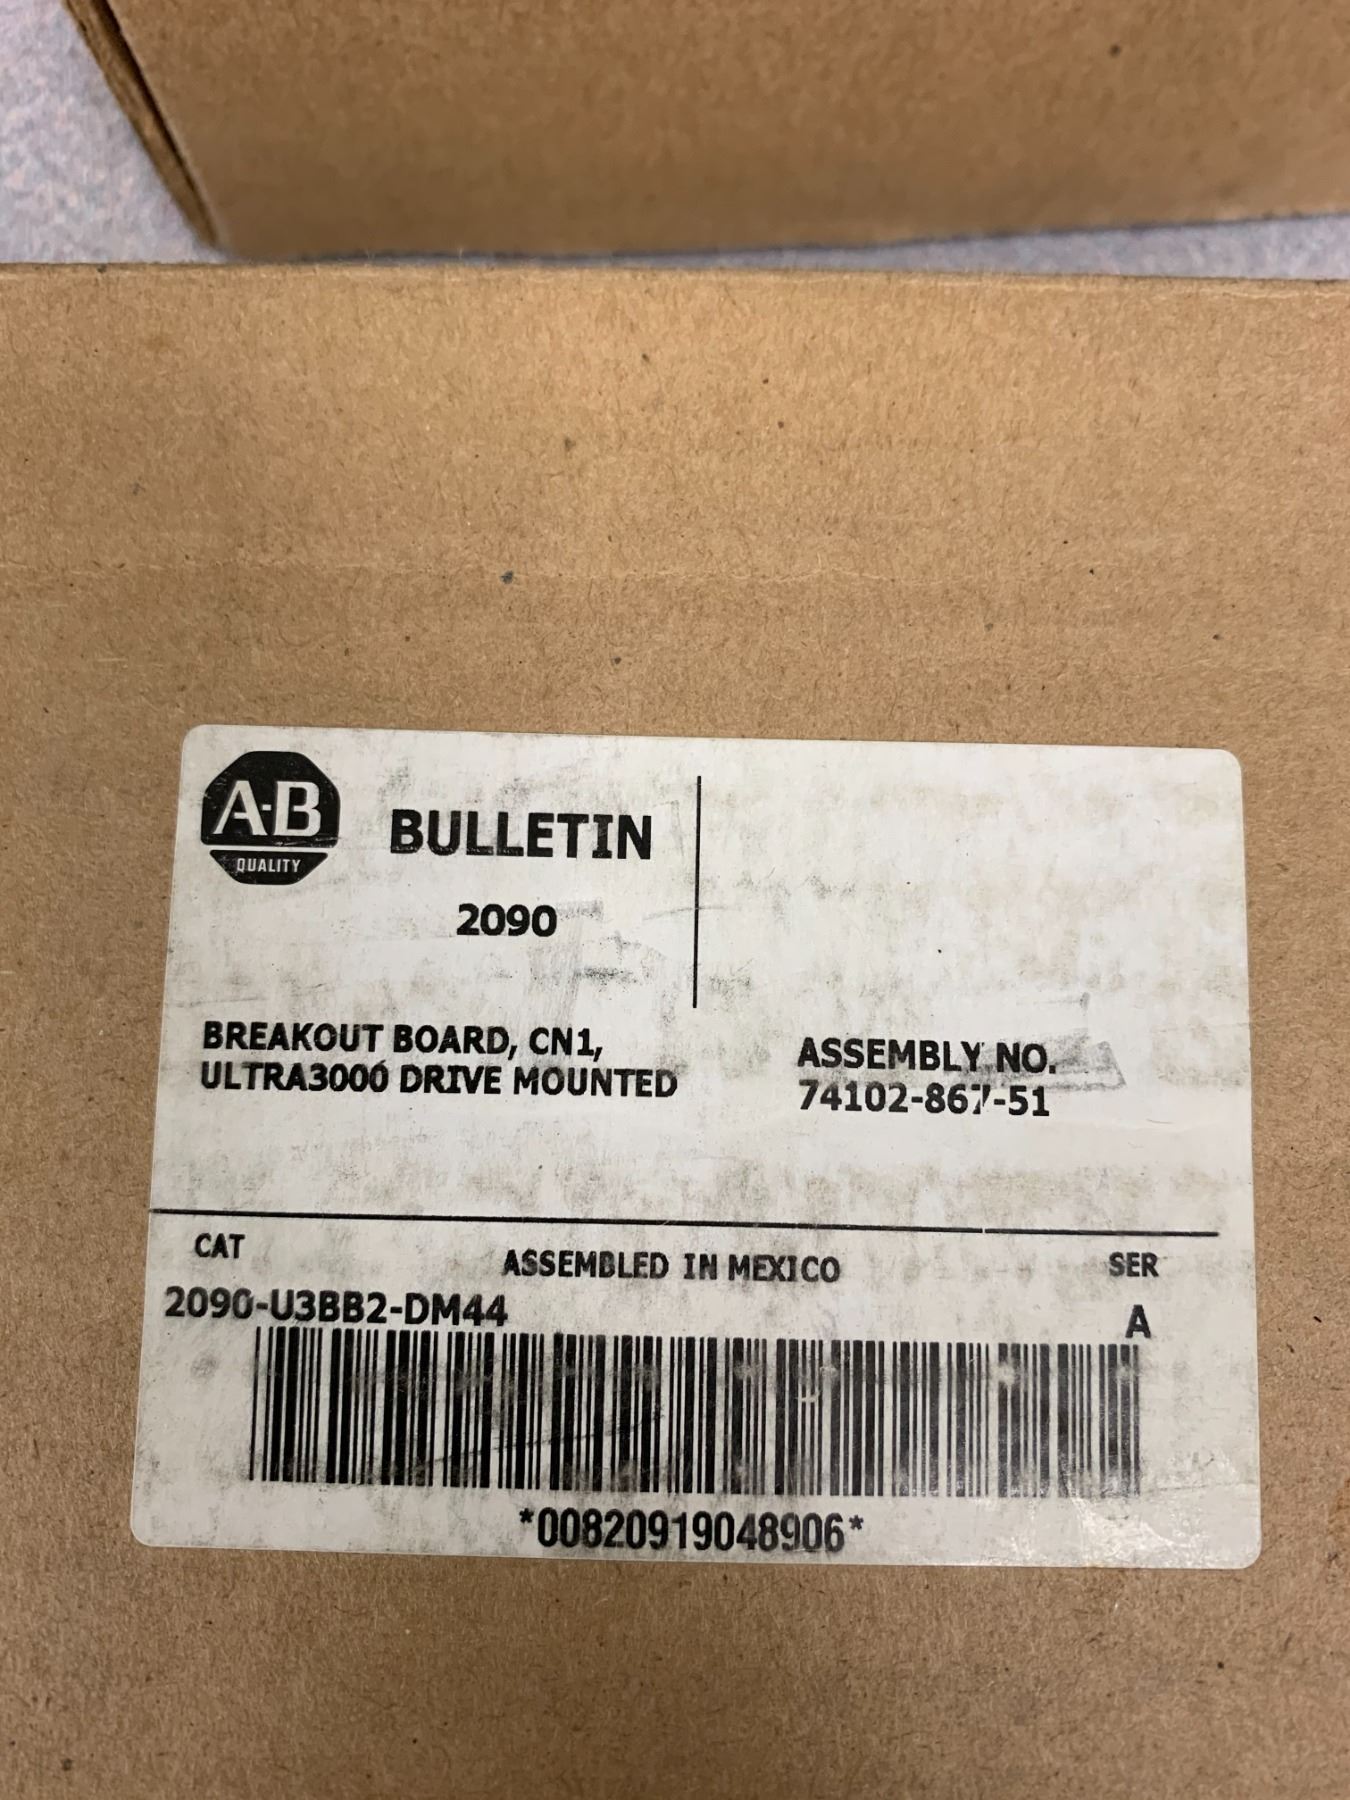 A-B
QUALITY
BULLETIN
2090
BREAKOUT BOARD, CN1,
ULTRA3000 DRIVE MOUNTED
ASSEMBLY NO.
74102-867-51
CAT
ASSEMBLED IN MEXICO
SER
2090-U3BB2-DM44
A
*00820919048906*